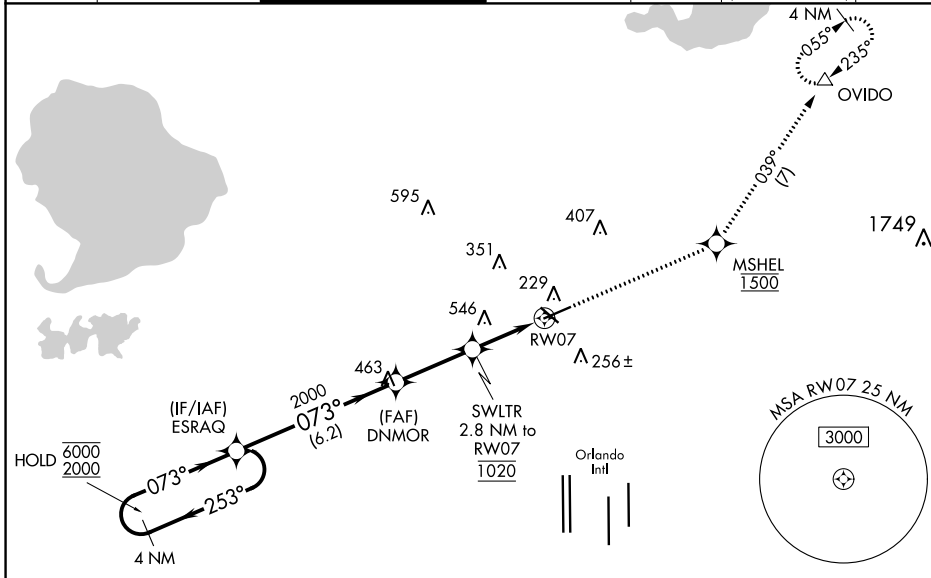 4 NM
055°
235°
OVIDO
039°
(7)
595
407
1749
351
MSHEL
1500
229
546
RW07
256±
463
2000
073°
(6.2)
(IF/IAF)
ESRAQ
(FAF)
DNMOR
SWLTR
2.8 NM to
RW07
1020
MSA RW07 25 NM
3000
HOLD 6000
2000
073°
253°
4 NM
Orlando
Intl